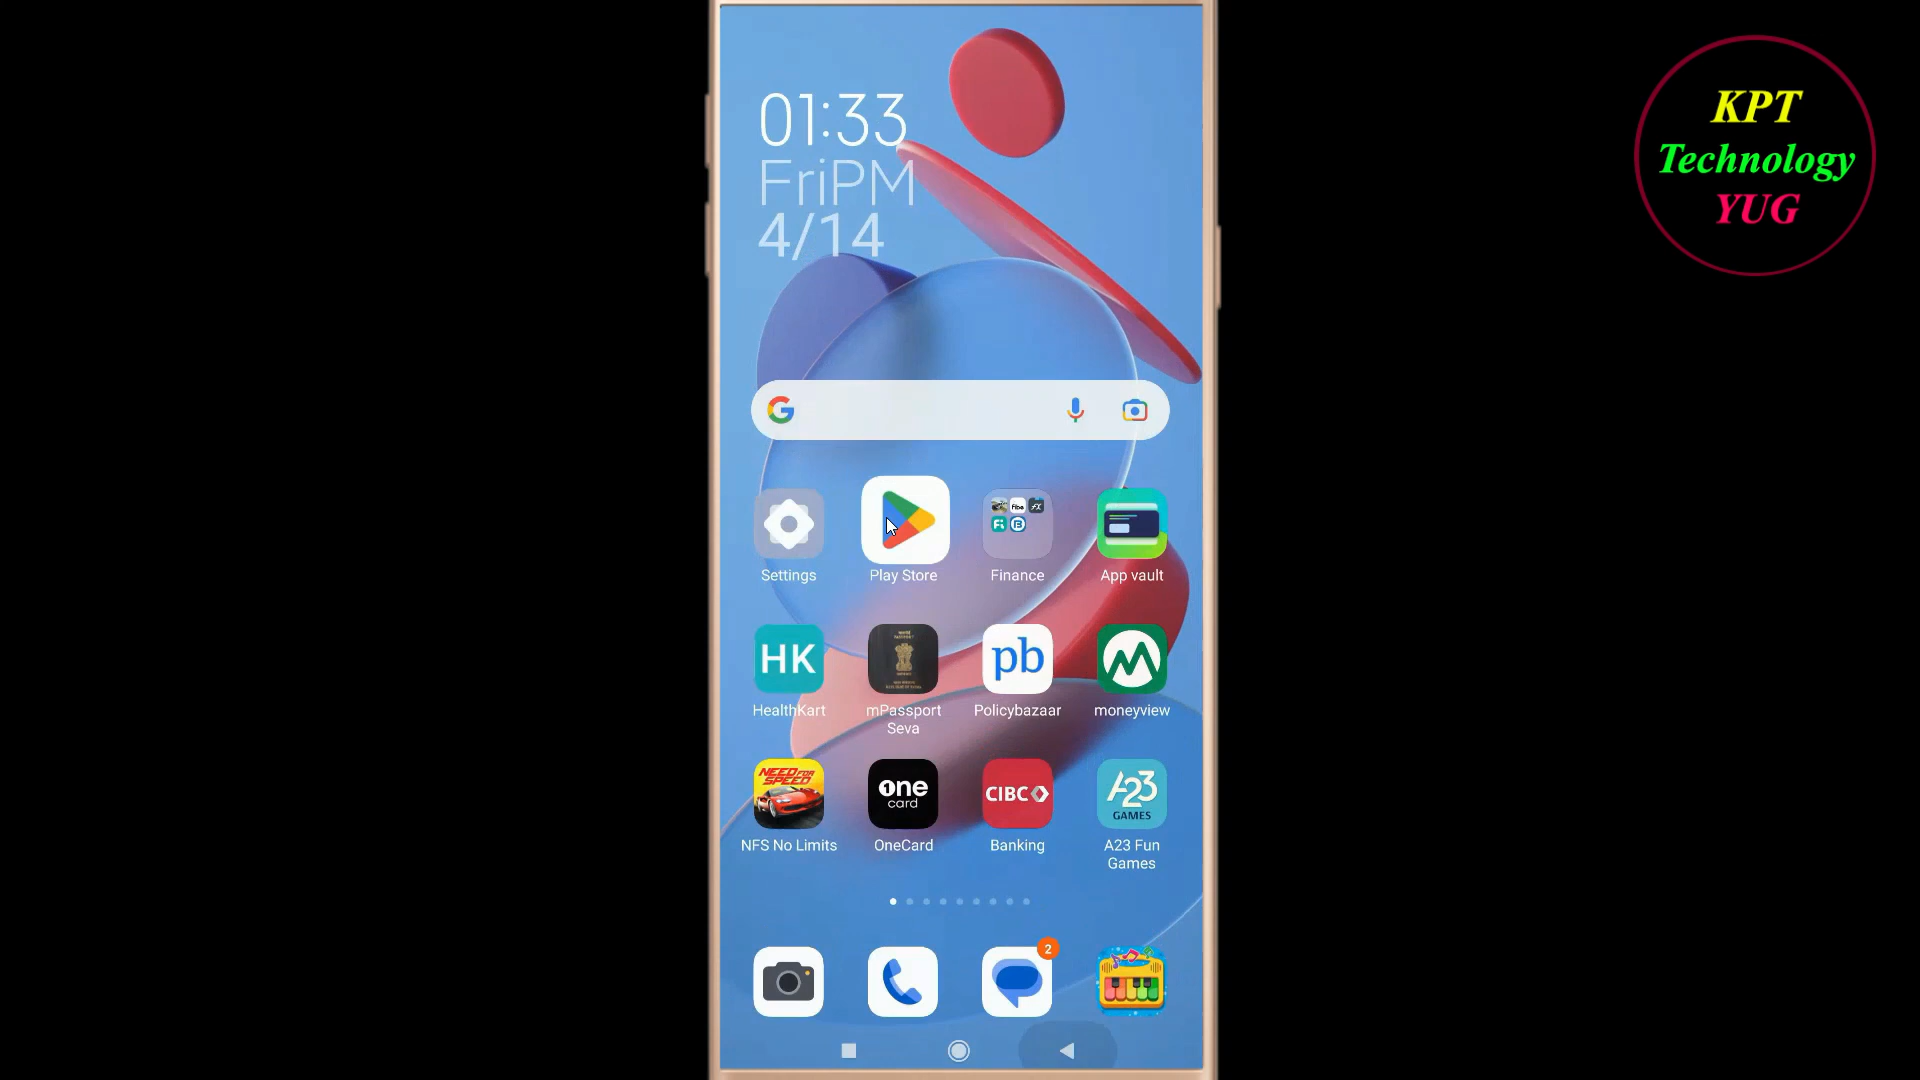 KPT
Technology
YUG
01:33
FriPM
4/14
Settings
Play Store
Finance
App vault
HK
pb
HealthKart
mPassport
Seva
Policybazaar
moneyview
NEED FOR
SPEED
one
card
CIBC
A23
GAMES
NFS No Limits
OneCard
Banking
A23 Fun
Games
2